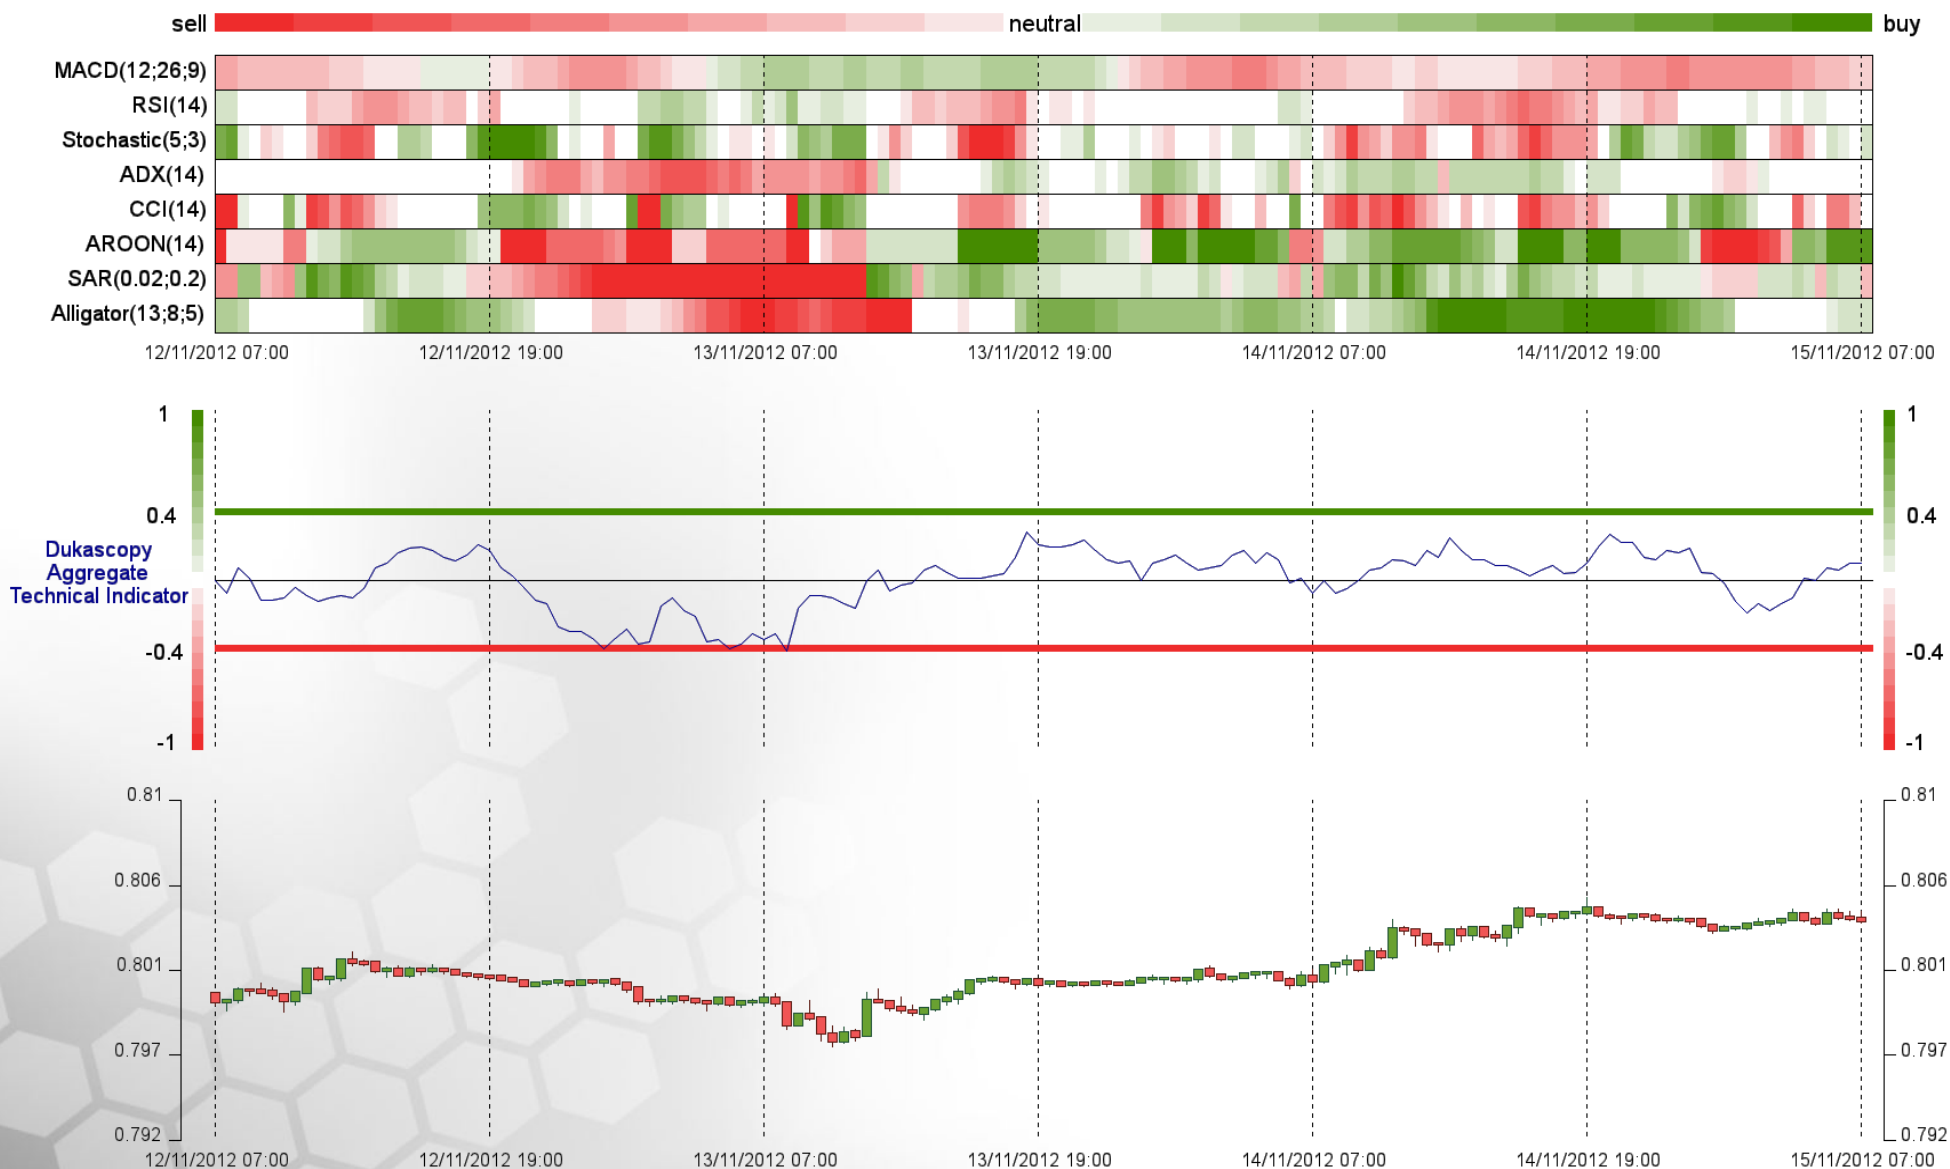 sell neutral buy
MACD(12;26;9)
RSI(14)
Stochastic(5;3)
ADX(14)
CCI(14)
AROON(14)
SAR(0.02;0.2)
Alligator(13;8;5)
12/11/2012 07:00 12/11/2012 19:00 13/11/2012 07:00 13/11/2012 19:00 14/11/2012 07:00 14/11/2012 19:00 15/11/2012 07:00
1 1
0.4 0.4
Dukascopy
Aggregate
Technical Indicator
-0.4 -0.4
-1 -1
0.81 0.81
0.806 0.806
0.801 0.801
0.797 0.797
0.792 0.792
12/11/2012 07:00 12/11/2012 19:00 13/11/2012 07:00 13/11/2012 19:00 14/11/2012 07:00 14/11/2012 19:00 15/11/2012 07:00